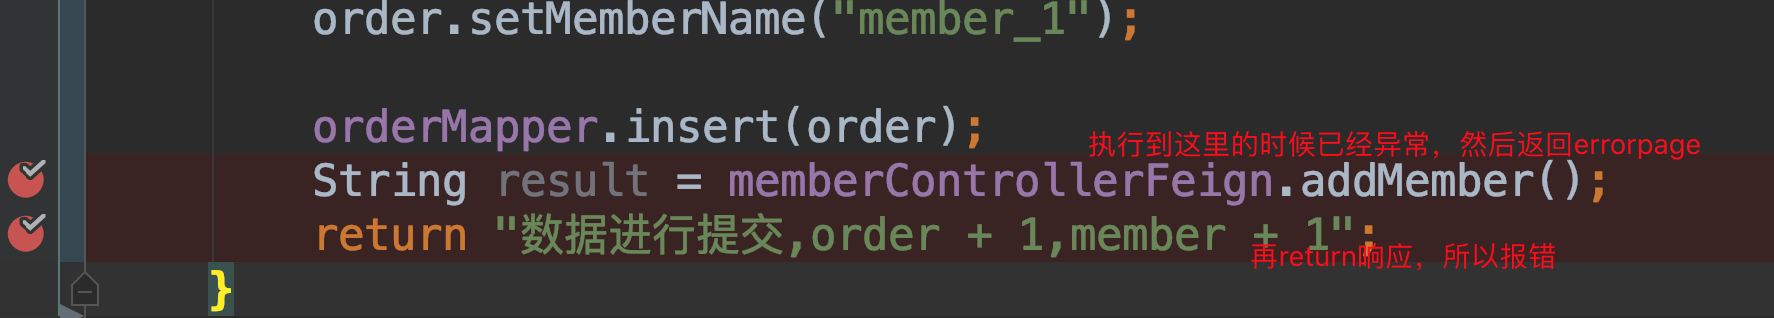 order.setMemberName("member_1");
orderMapper.insert(order);
执行到这里的时候已经异常，然后返回errorpage
String result = memberControllerFeign.addMember();
return "数据进行提交,order + 1,member + 1";
再return响应，所以报错
}